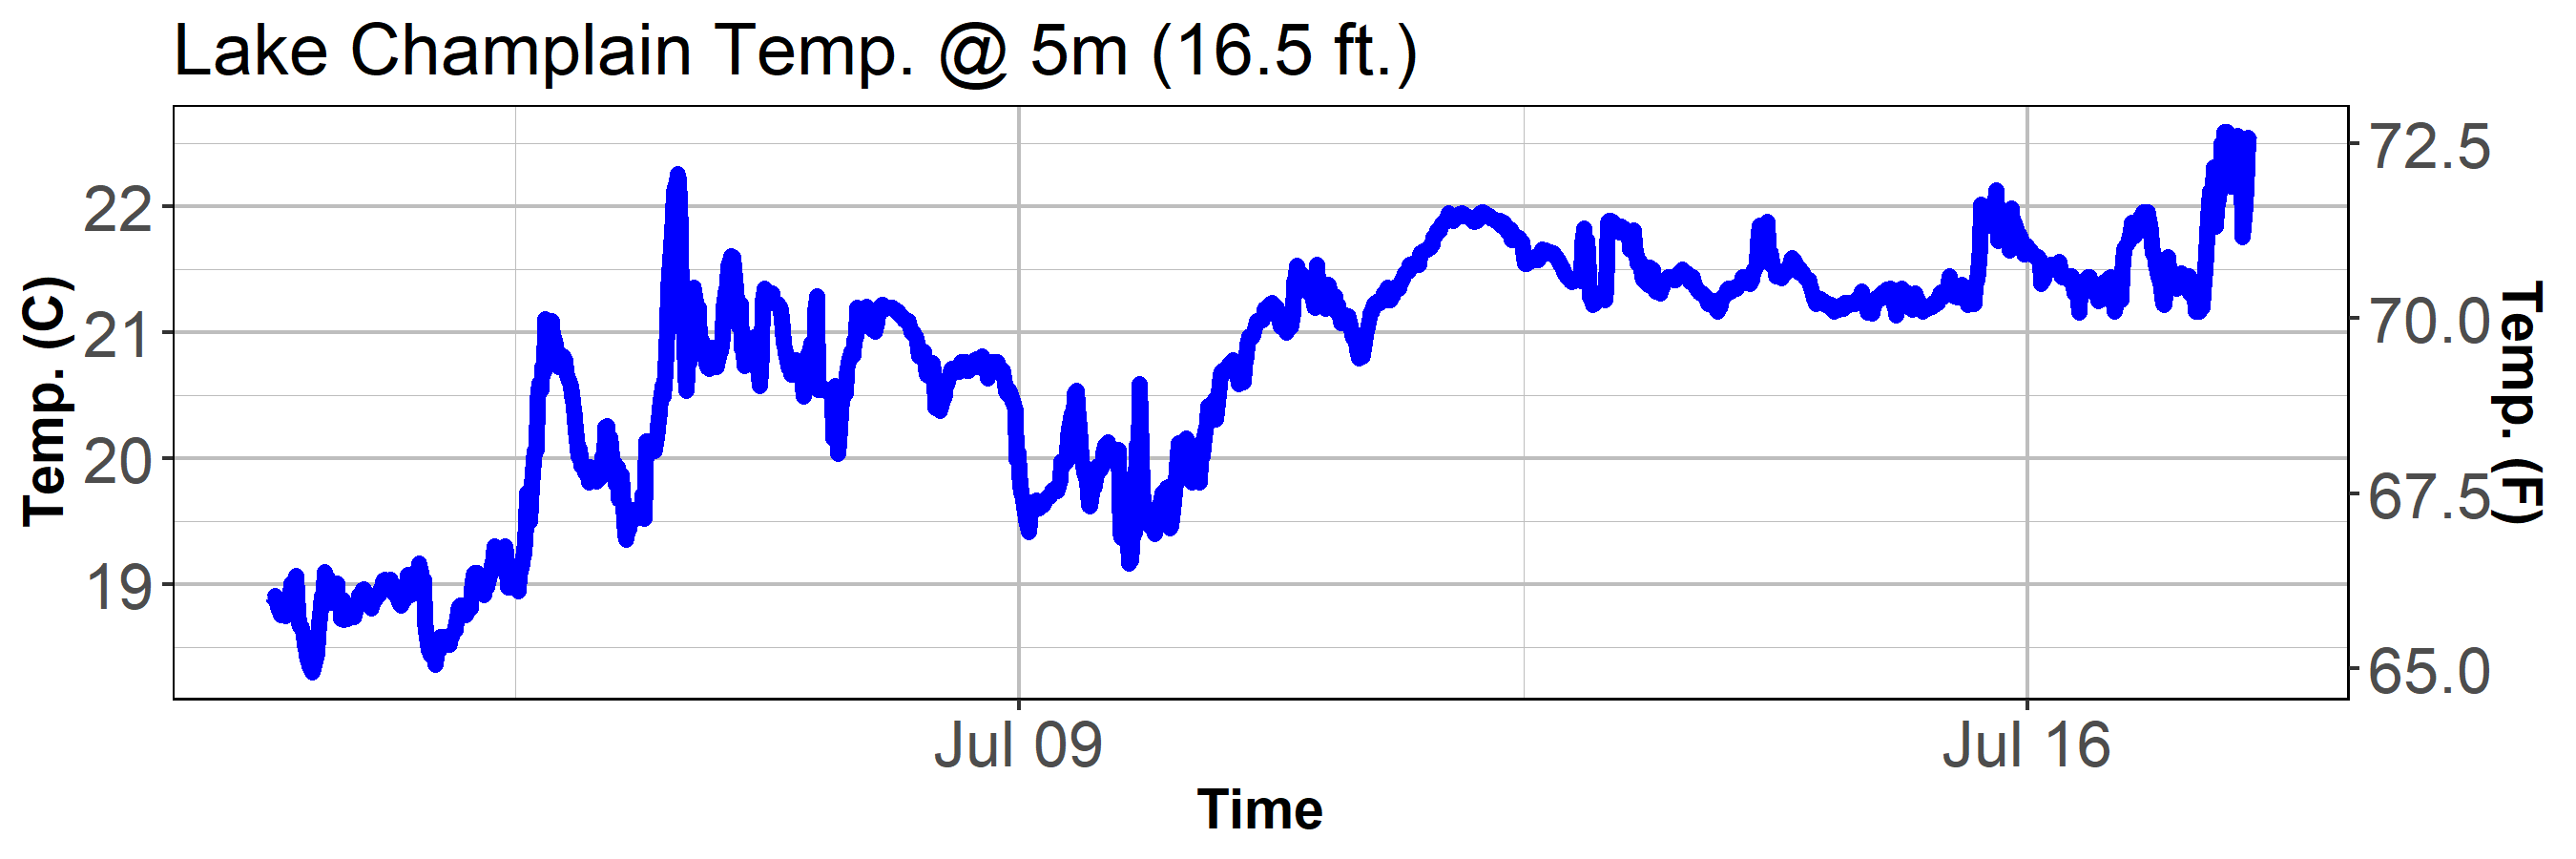 Lake Champlain Temp. @ 5m (16.5 ft.)
Temp. (C)
22
21
20
19
72.5
70.0
67.5
65.0
Temp. (F)
Jul 09
Jul 16
Time